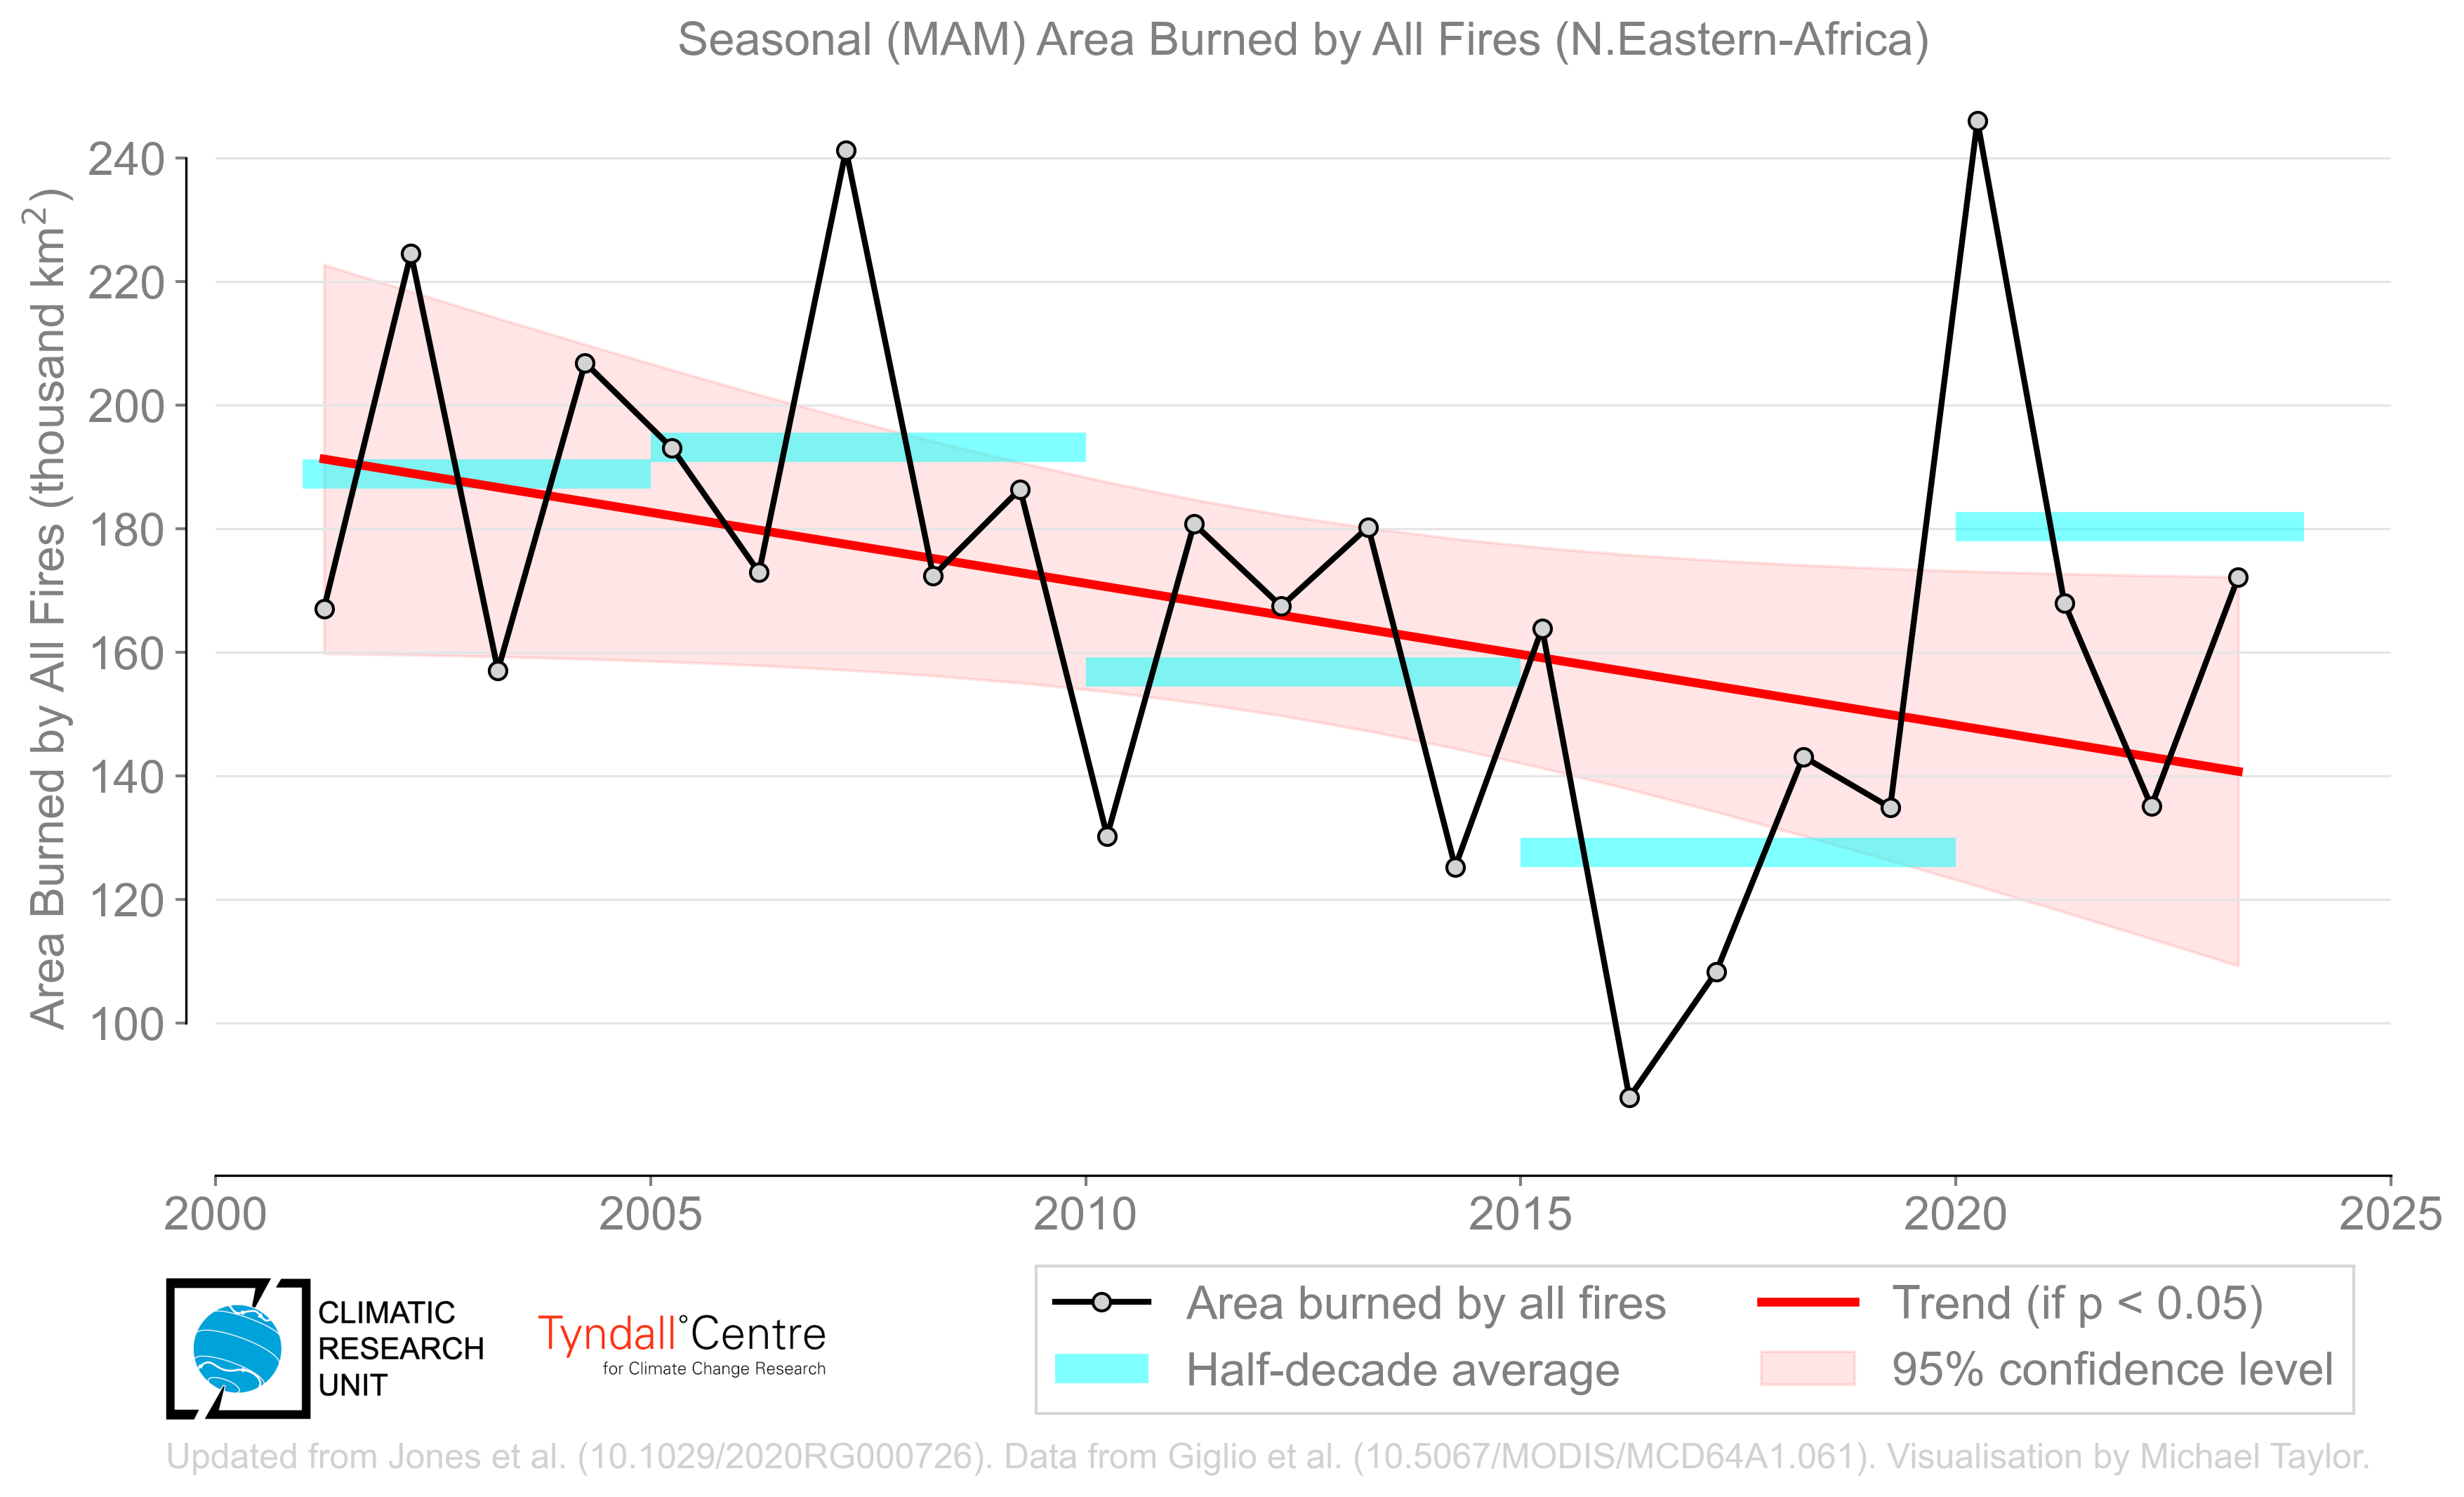 Seasonal (MAM) Area Burned by All Fires (N.Eastern-Africa)
Area Burned by All Fires (thousand km²)
240
220
200
180
160
140
120
100
2000 2005 2010 2015 2020 2025
Area burned by all fires
Half-decade average
Trend (if p < 0.05)
95% confidence level
CLIMATIC
RESEARCH
UNIT
Tyndall°Centre
for Climate Change Research
Updated from Jones et al. (10.1029/2020RG000726). Data from Giglio et al. (10.5067/MODIS/MCD64A1.061). Visualisation by Michael Taylor.